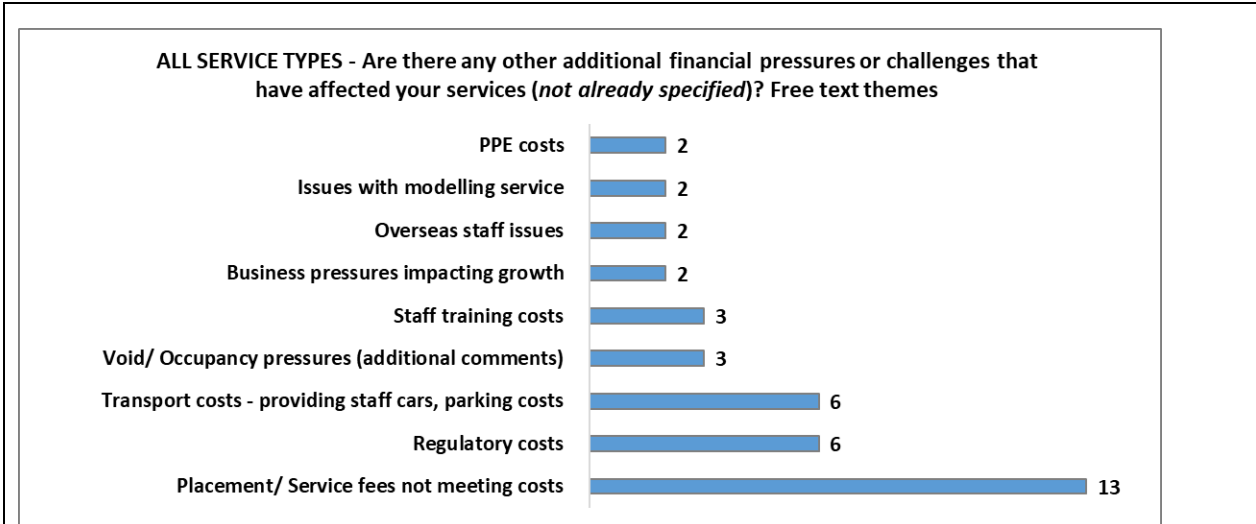 ALL SERVICE TYPES - Are there any other additional financial pressures or challenges that
have affected your services (not already specified)? Free text themes
PPE costs 2
Issues with modelling service 2
Overseas staff issues 2
Business pressures impacting growth 2
Staff training costs 3
Void/ Occupancy pressures (additional comments) 3
Transport costs - providing staff cars, parking costs 6
Regulatory costs 6
Placement/ Service fees not meeting costs 13